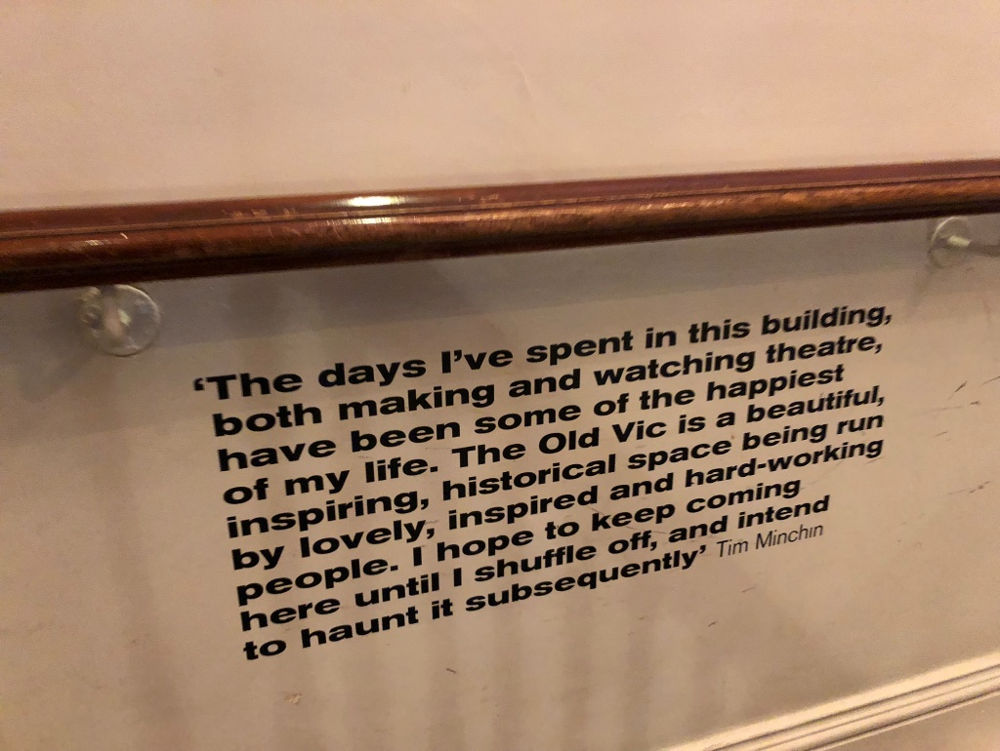 ‘The days I’ve spent in this building,
both making and watching theatre,
have been some of the happiest
of my life. The Old Vic is a beautiful,
inspiring, historical space being run
by lovely, inspired and hard-working
people. I hope to keep coming
here until I shuffle off, and intend
to haunt it subsequently’ Tim Minchin